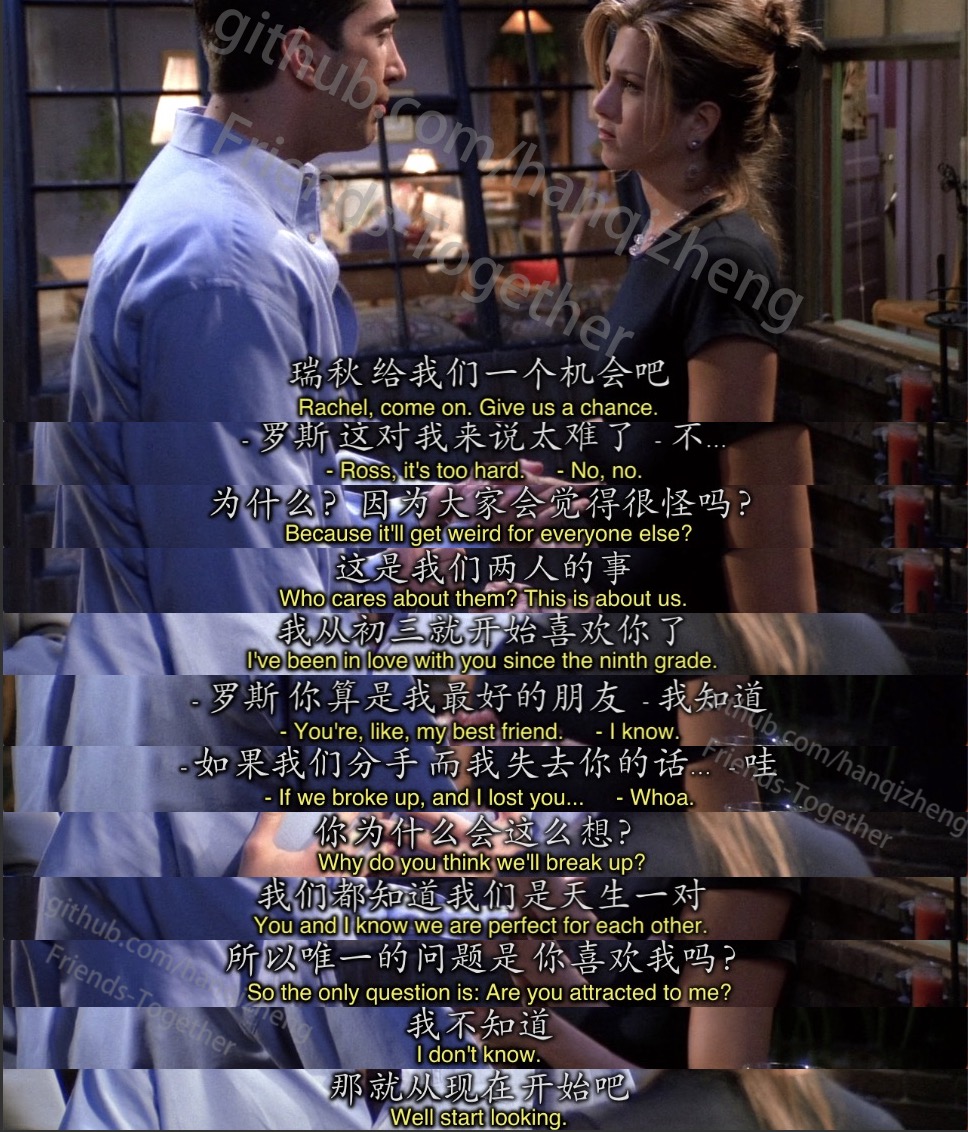 github.com/hanqizheng
Friends-Together
瑞秋 给我们一个机会吧
Rachel, come on. Give us a chance.
- 罗斯 这对我来说太难了 - 不...
- Ross, it's too hard. - No, no.
为什么? 因为大家会觉得很怪吗?
Because it'll get weird for everyone else?
这是我们两人的事
Who cares about them? This is about us.
我从初三就开始喜欢你了
I've been in love with you since the ninth grade.
- 罗斯 你算是我最好的朋友 - 我知道
- You're, like, my best friend. - I know.
github.com/hanqizheng
Friends-Together
- 如果我们分手 而我失去你的话... - 哇
- If we broke up, and I lost you... - Whoa.
你为什么会这么想?
Why do you think we'll break up?
我们都知道我们是天生一对
You and I know we are perfect for each other.
github.com/hanqizheng
Friends-Together
所以唯一的问题是 你喜欢我吗?
So the only question is: Are you attracted to me?
我不知道
I don't know.
那就从现在开始吧
Well start looking.